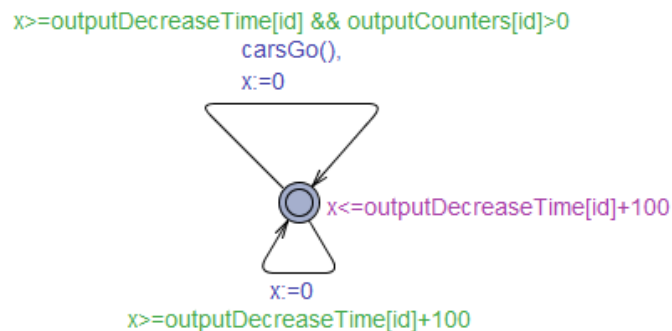 x>=outputDecreaseTime[id] && outputCounters[id]>0
carsGo(),
x:=0
x<=outputDecreaseTime[id]+100
x:=0
x>=outputDecreaseTime[id]+100